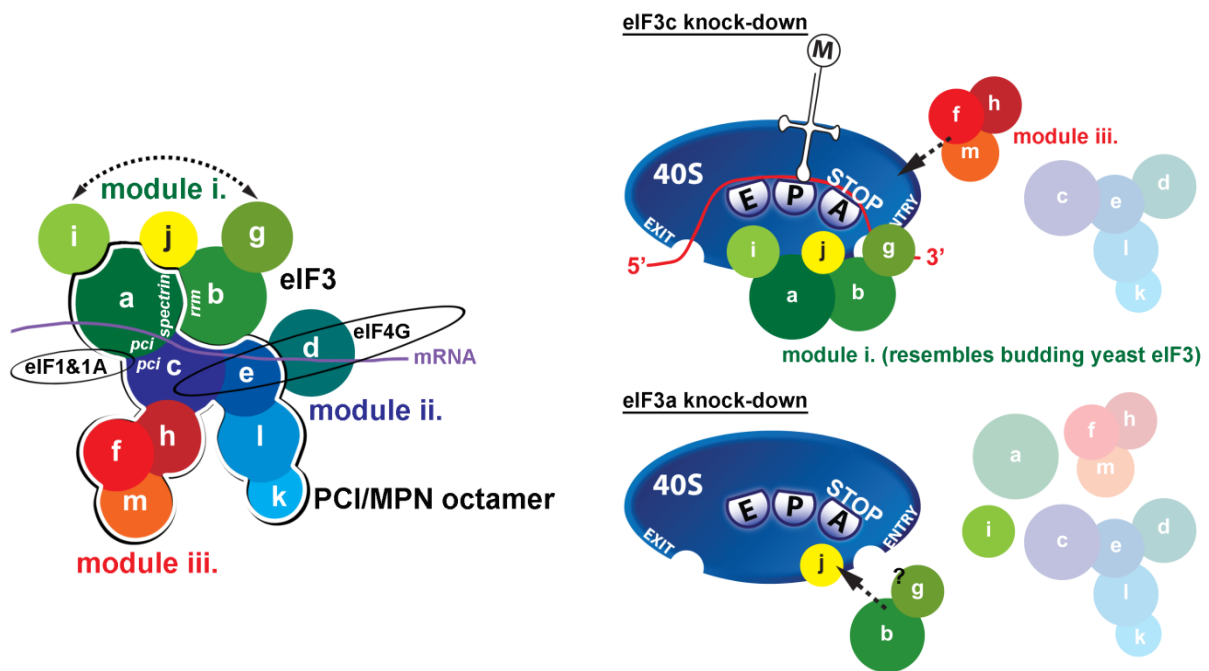 module i.
i
j
g
eIF3
a
spectrin
rrm
b
eIF4G
d
mRNA
pci
pci
eIF1&1A
c
e
module ii.
f
h
l
m
k
PCI/MPN octamer
module iii.
eIF3c knock-down
M
f
h
m
module iii.
40S
STOP
E
P
A
EXIT
ENTRY
c
e
d
l
k
i
j
g
5’
3’
a
b
module i. (resembles budding yeast eIF3)
eIF3a knock-down
40S
STOP
E
P
A
EXIT
ENTRY
j
?
g
b
a
f
h
m
i
c
e
d
l
k